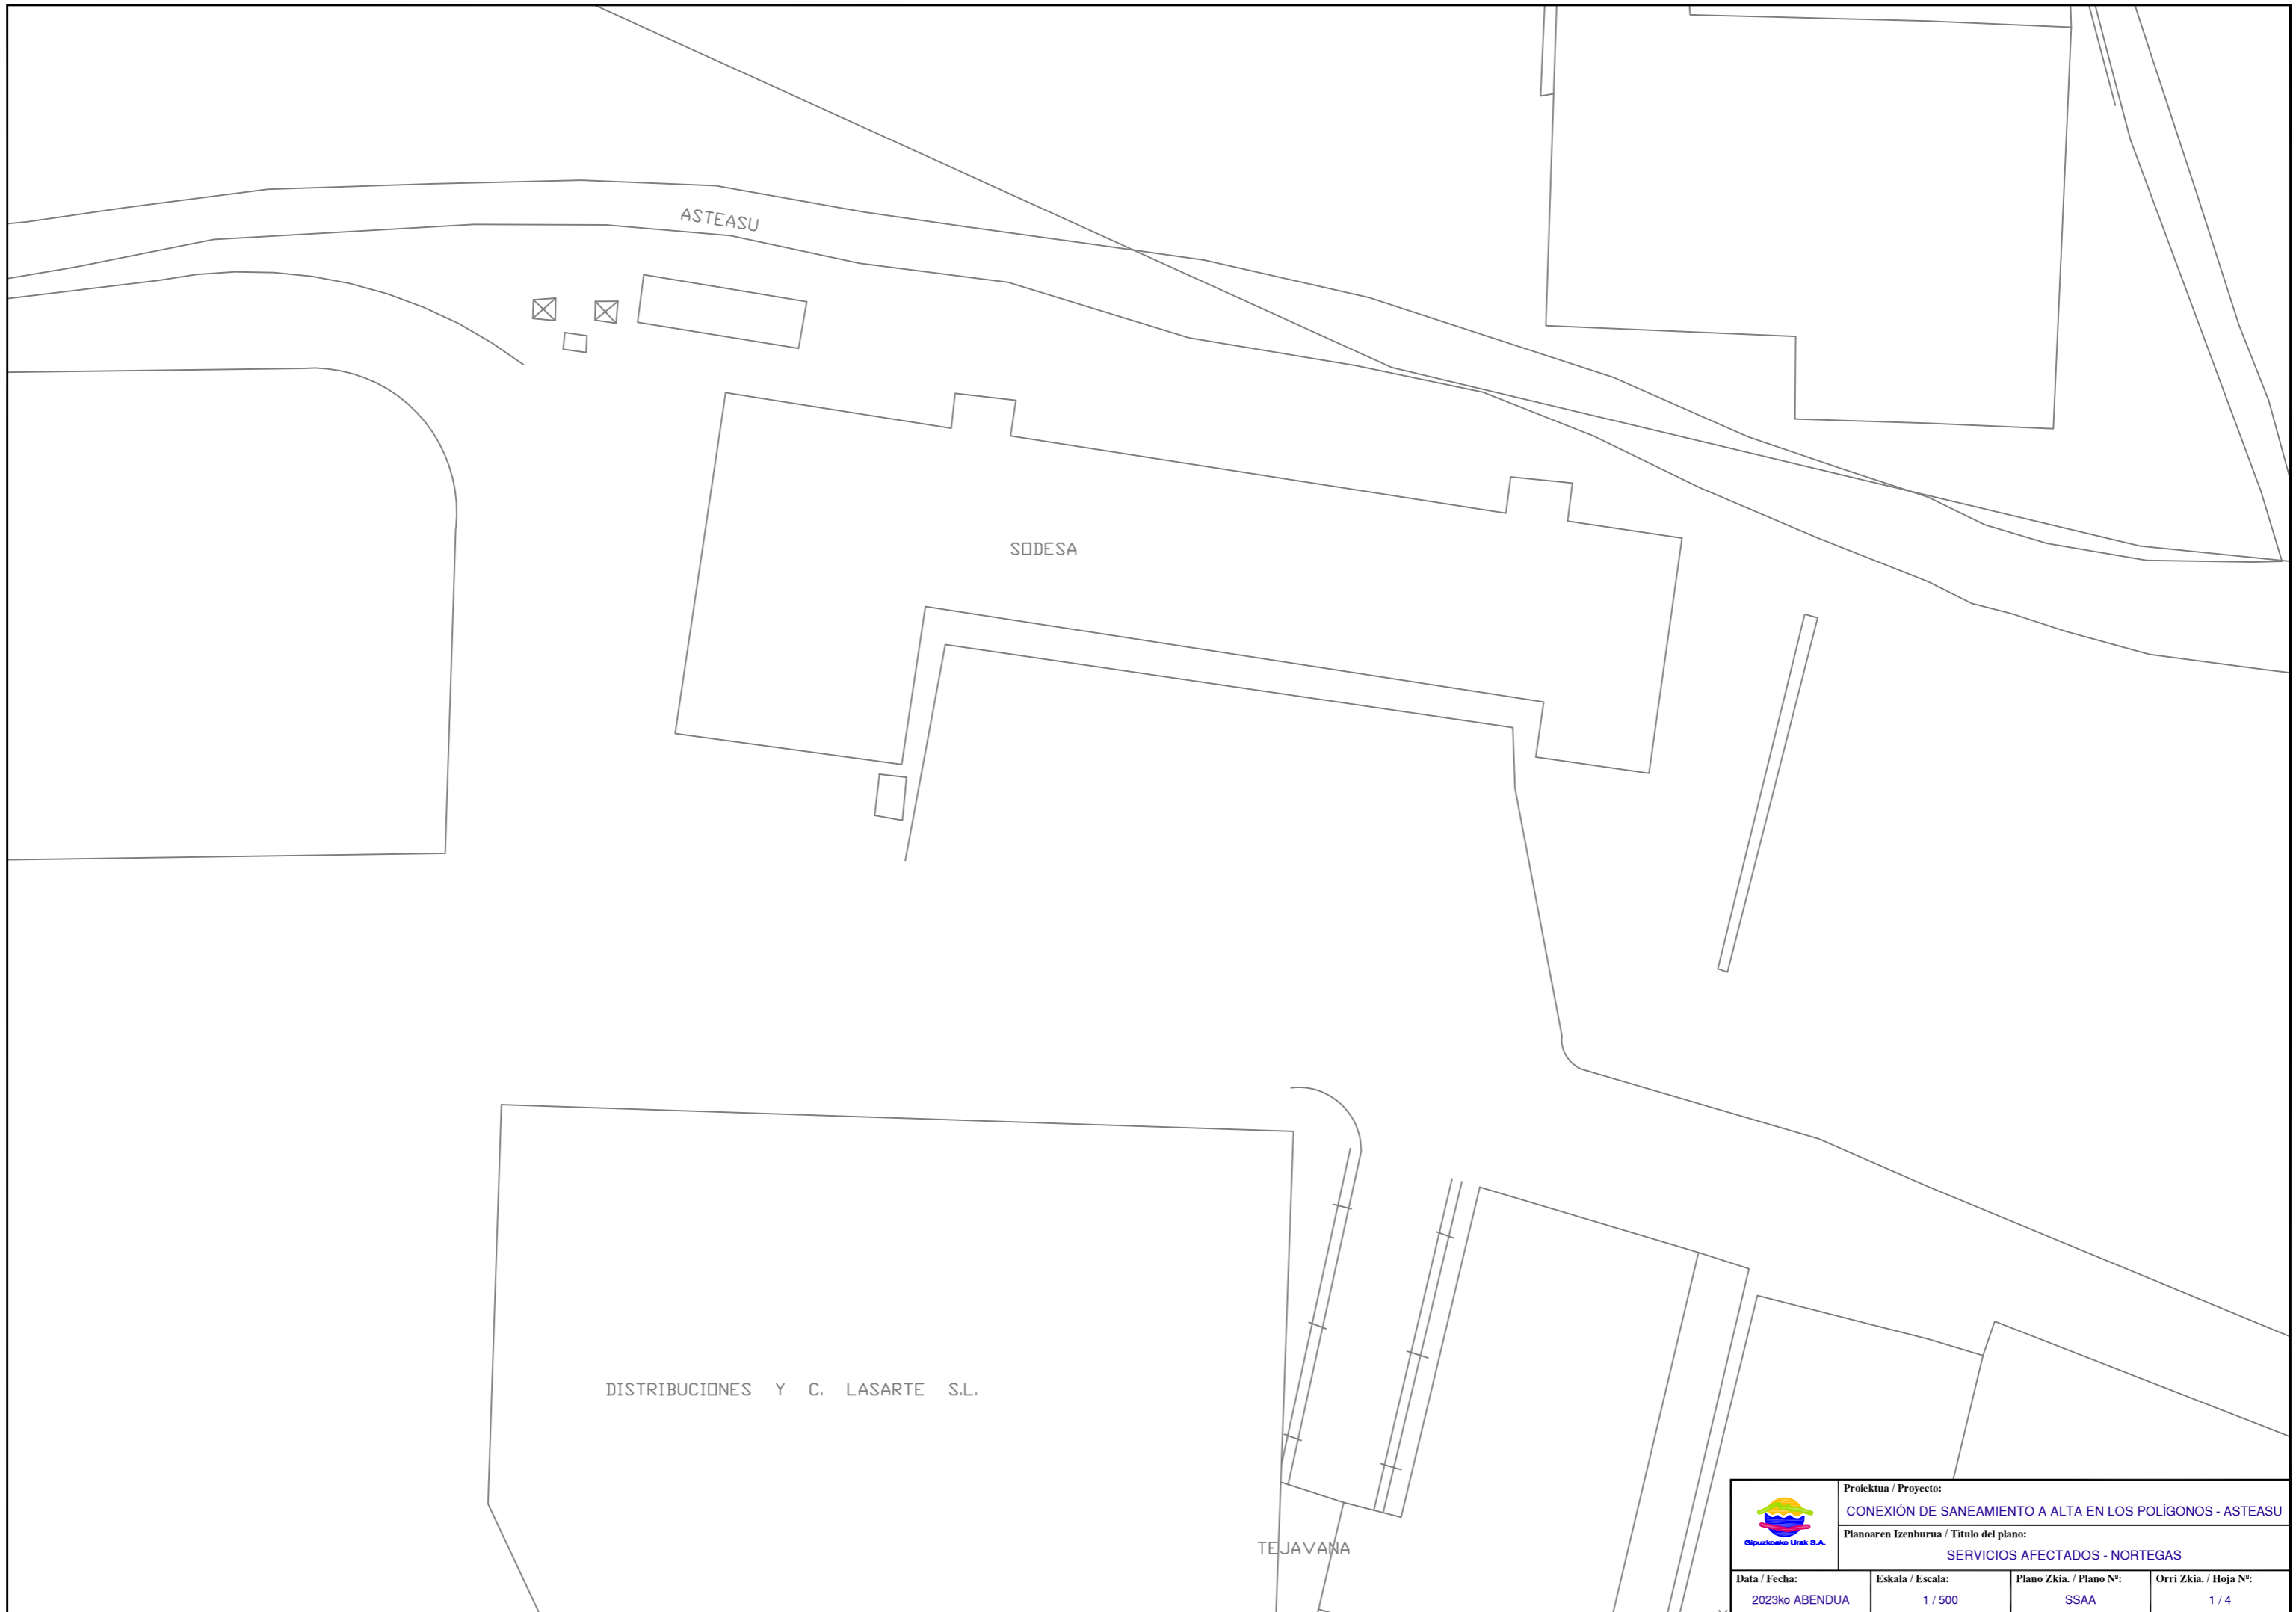 ASTEASU
SODESA
DISTRIBUCIONES Y C. LASARTE S.L.
TEJAVANA
Gipuzkoako Urak S.A.
Proiektua / Proyecto:
CONEXIÓN DE SANEAMIENTO A ALTA EN LOS POLÍGONOS - ASTEASU
Planoaren Izenburua / Titulo del plano:
SERVICIOS AFECTADOS - NORTEGAS
Data / Fecha:
2023ko ABENDUA
Eskala / Escala:
1 / 500
Plano Zkia. / Plano Nº:
SSAA
Orri Zkia. / Hoja Nº:
1 / 4